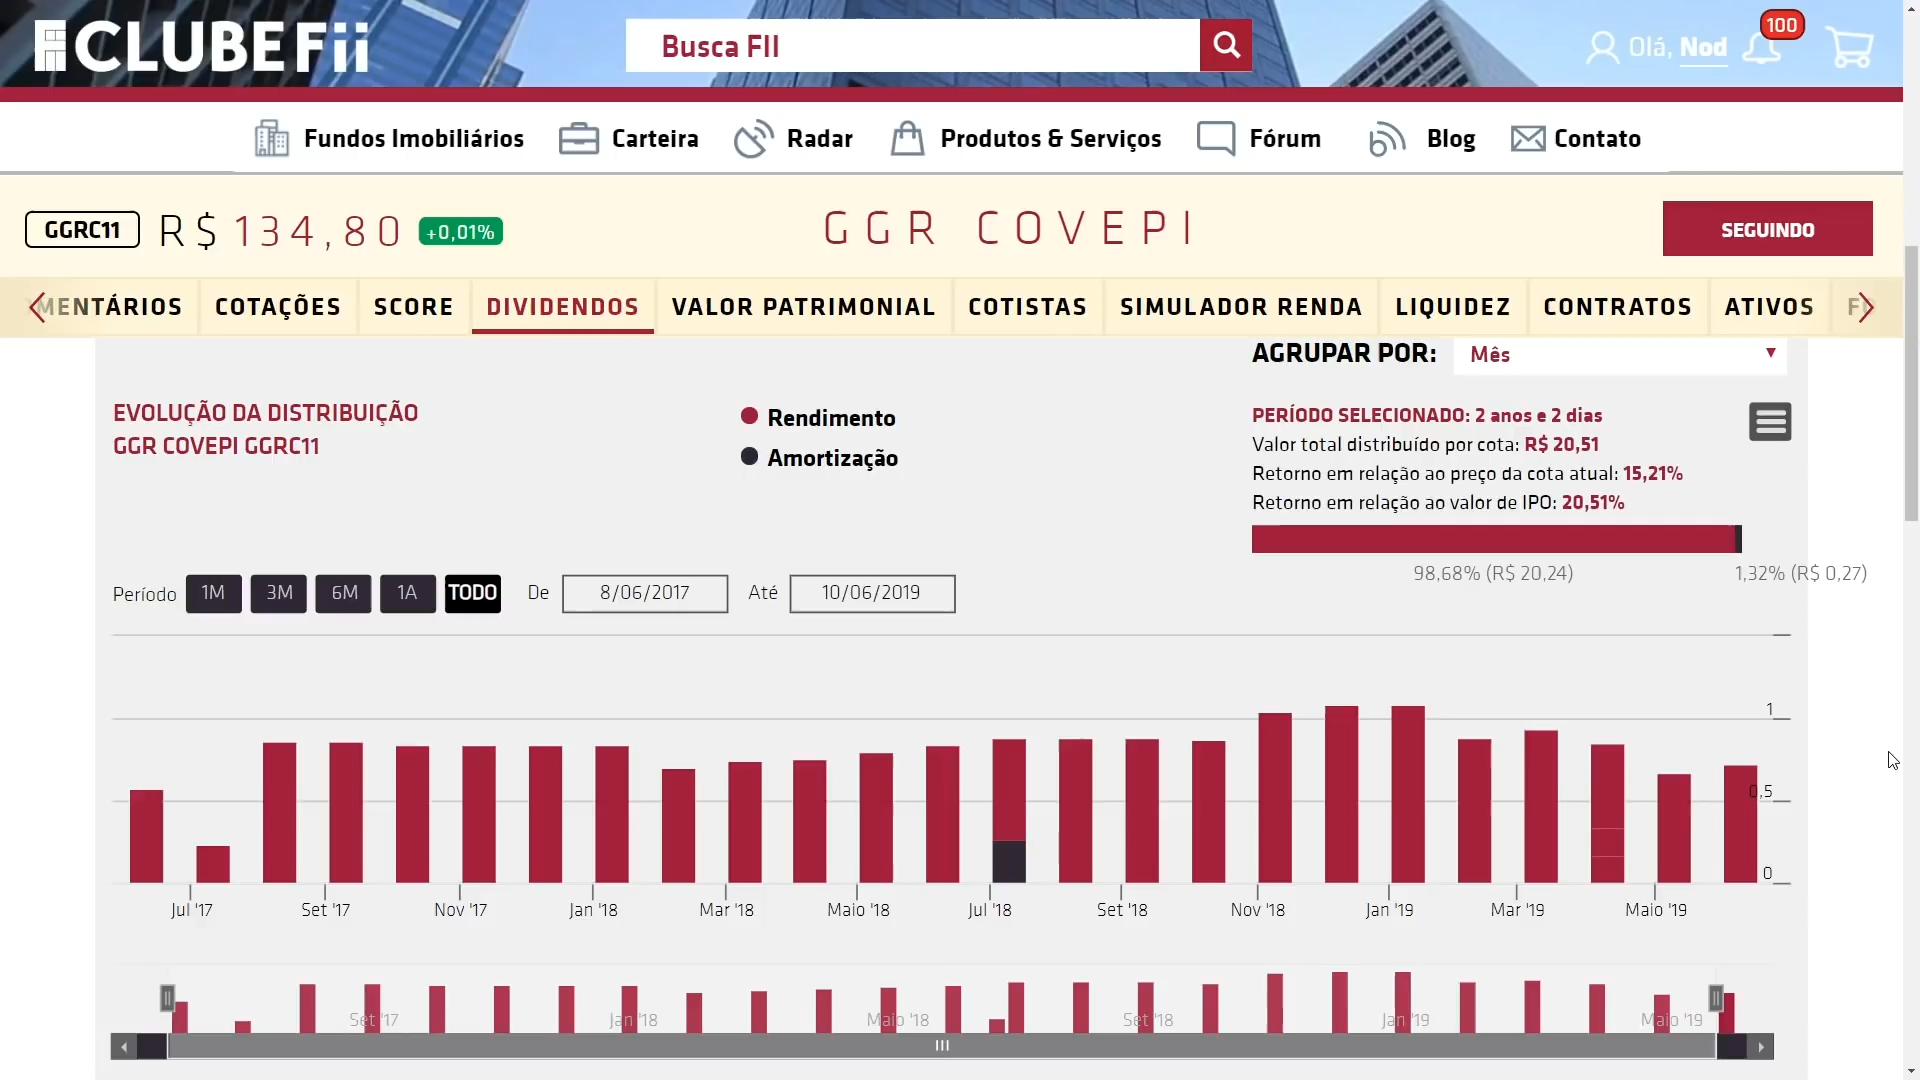 CLUBEFii
Busca FII
Olá, Nod
100
Fundos Imobiliários
Carteira
Radar
Produtos & Serviços
Fórum
Blog
Contato
GGRC11
R$ 134,80
+0,01%
GGR COVEPI
SEGUINDO
MENTÁRIOS
COTAÇÕES
SCORE
DIVIDENDOS
VALOR PATRIMONIAL
COTISTAS
SIMULADOR RENDA
LIQUIDEZ
CONTRATOS
ATIVOS
AGRUPAR POR:
Mês
EVOLUÇÃO DA DISTRIBUIÇÃO
GGR COVEPI GGRC11
Rendimento
Amortização
PERÍODO SELECIONADO: 2 anos e 2 dias
Valor total distribuído por cota: R$ 20,51
Retorno em relação ao preço da cota atual: 15,21%
Retorno em relação ao valor de IPO: 20,51%
98,68% (R$ 20,24)
1,32% (R$ 0,27)
Período
1M
3M
6M
1A
TODO
De
8/06/2017
Até
10/06/2019
1
0,5
0
Jul '17
Set '17
Nov '17
Jan '18
Mar '18
Maio '18
Jul '18
Set '18
Nov '18
Jan '19
Mar '19
Maio '19
Set '17
Jan '18
Maio '18
Set '18
Jan '19
Maio '19